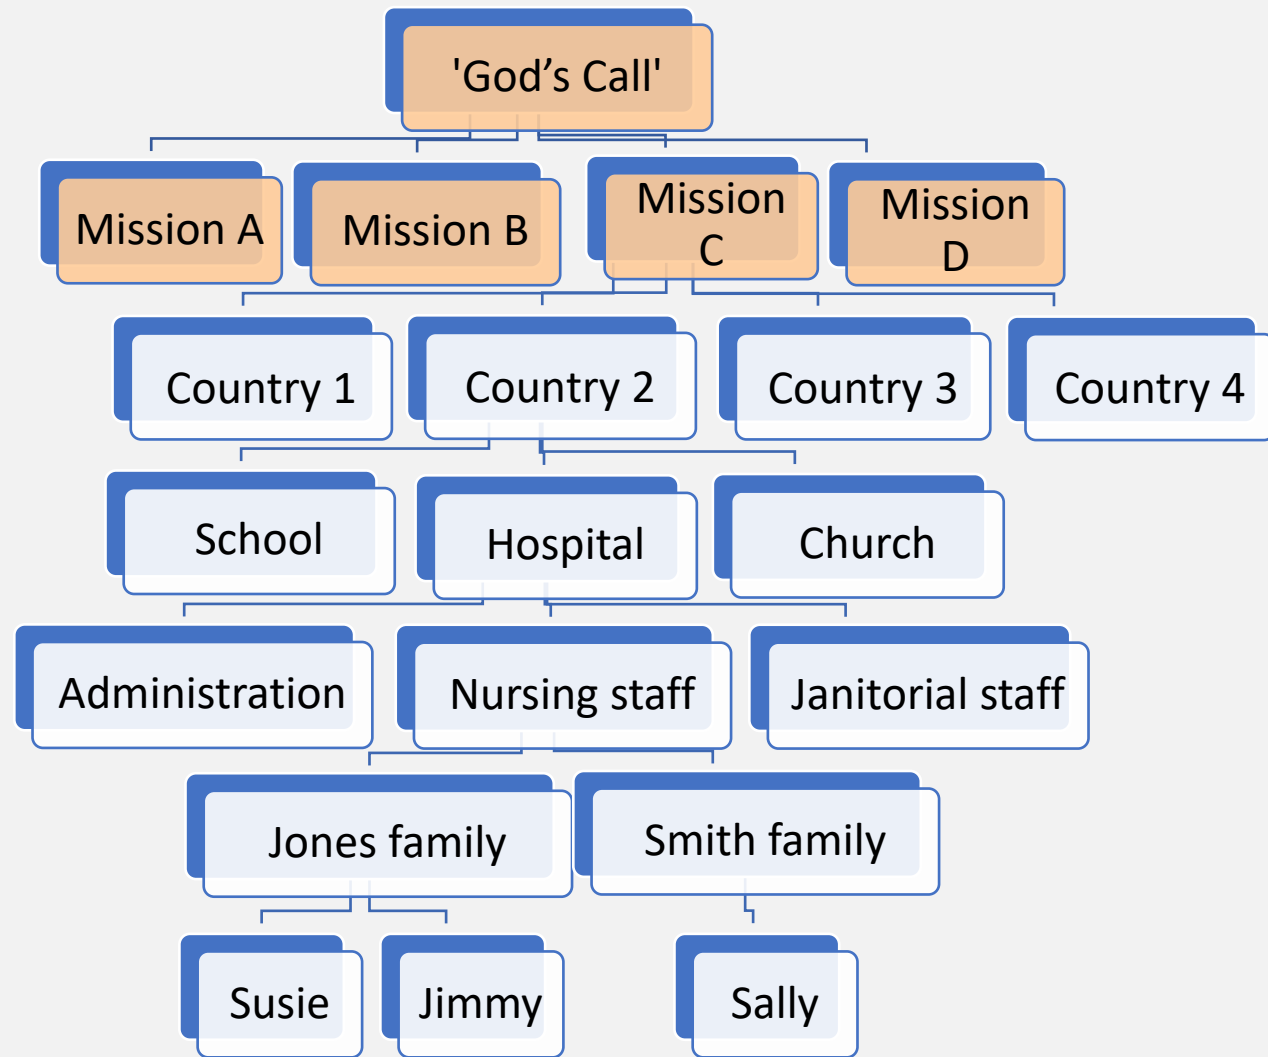 'God’s Call'
Mission A
Mission B
Mission
C
Mission
D
Country 1
Country 2
Country 3
Country 4
School
Hospital
Church
Administration
Nursing staff
Janitorial staff
Jones family
Smith family
Susie
Jimmy
Sally